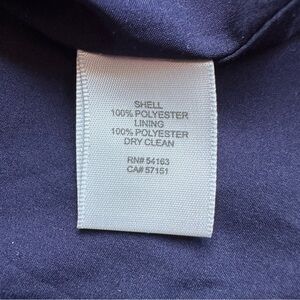 SHELL
100% POLYESTER
LINING
100% POLYESTER
DRY CLEAN
RN# 54163
CA# 57151